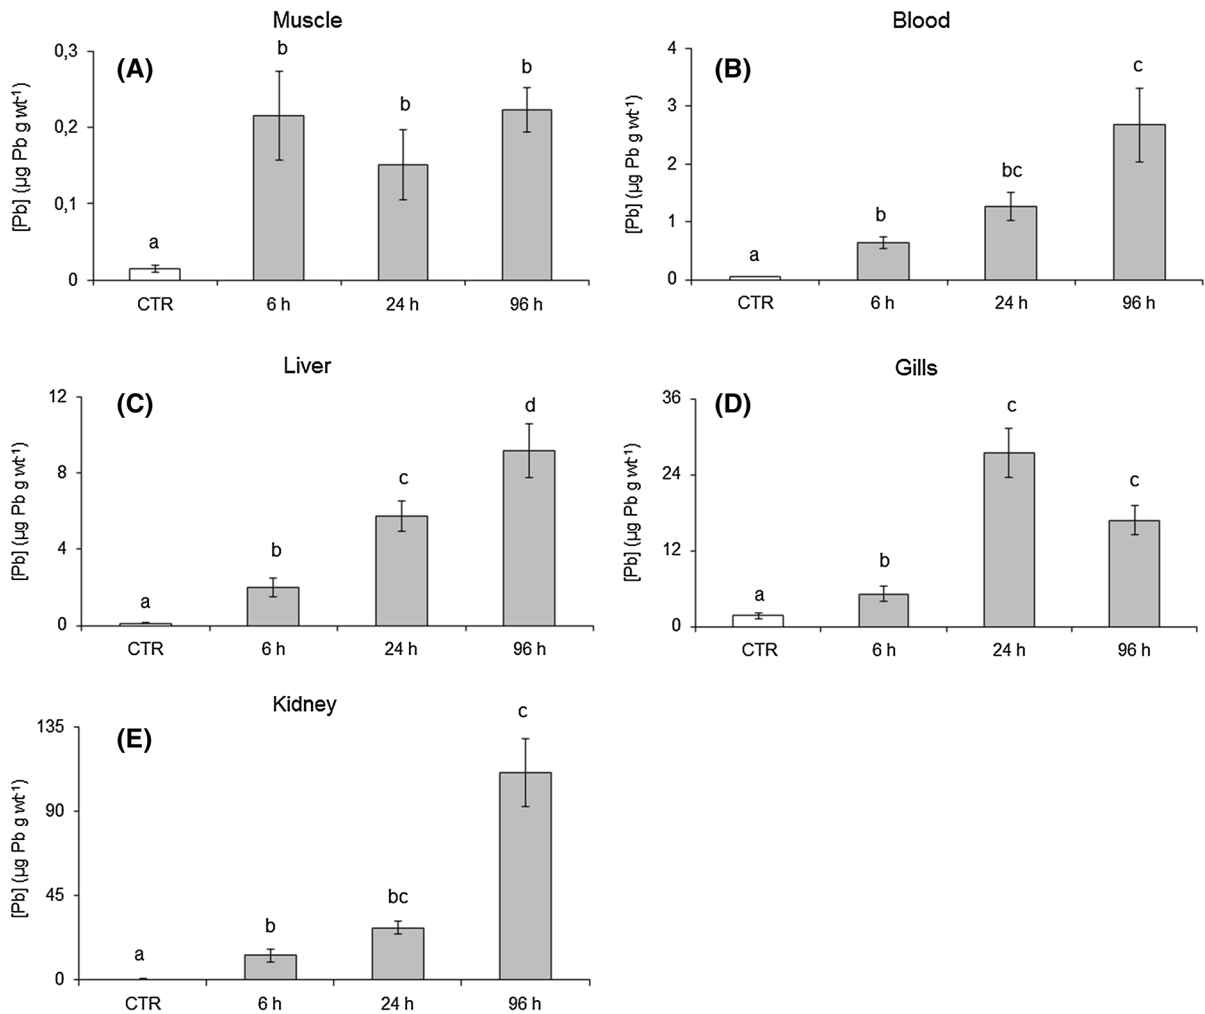 Muscle
(A)
[Pb] (µg Pb g wt-1)
0,3
0,2
0,1
0
a
b
b
b
CTR
6 h
24 h
96 h
Blood
(B)
[Pb] (µg Pb g wt-1)
4
3
2
1
0
a
b
bc
c
CTR
6 h
24 h
96 h
Liver
(C)
[Pb] (µg Pb g wt-1)
12
8
4
0
a
b
c
d
CTR
6 h
24 h
96 h
Gills
(D)
[Pb] (µg Pb g wt-1)
36
24
12
0
a
b
c
c
CTR
6 h
24 h
96 h
Kidney
(E)
[Pb] (µg Pb g wt-1)
135
90
45
0
a
b
bc
c
CTR
6 h
24 h
96 h